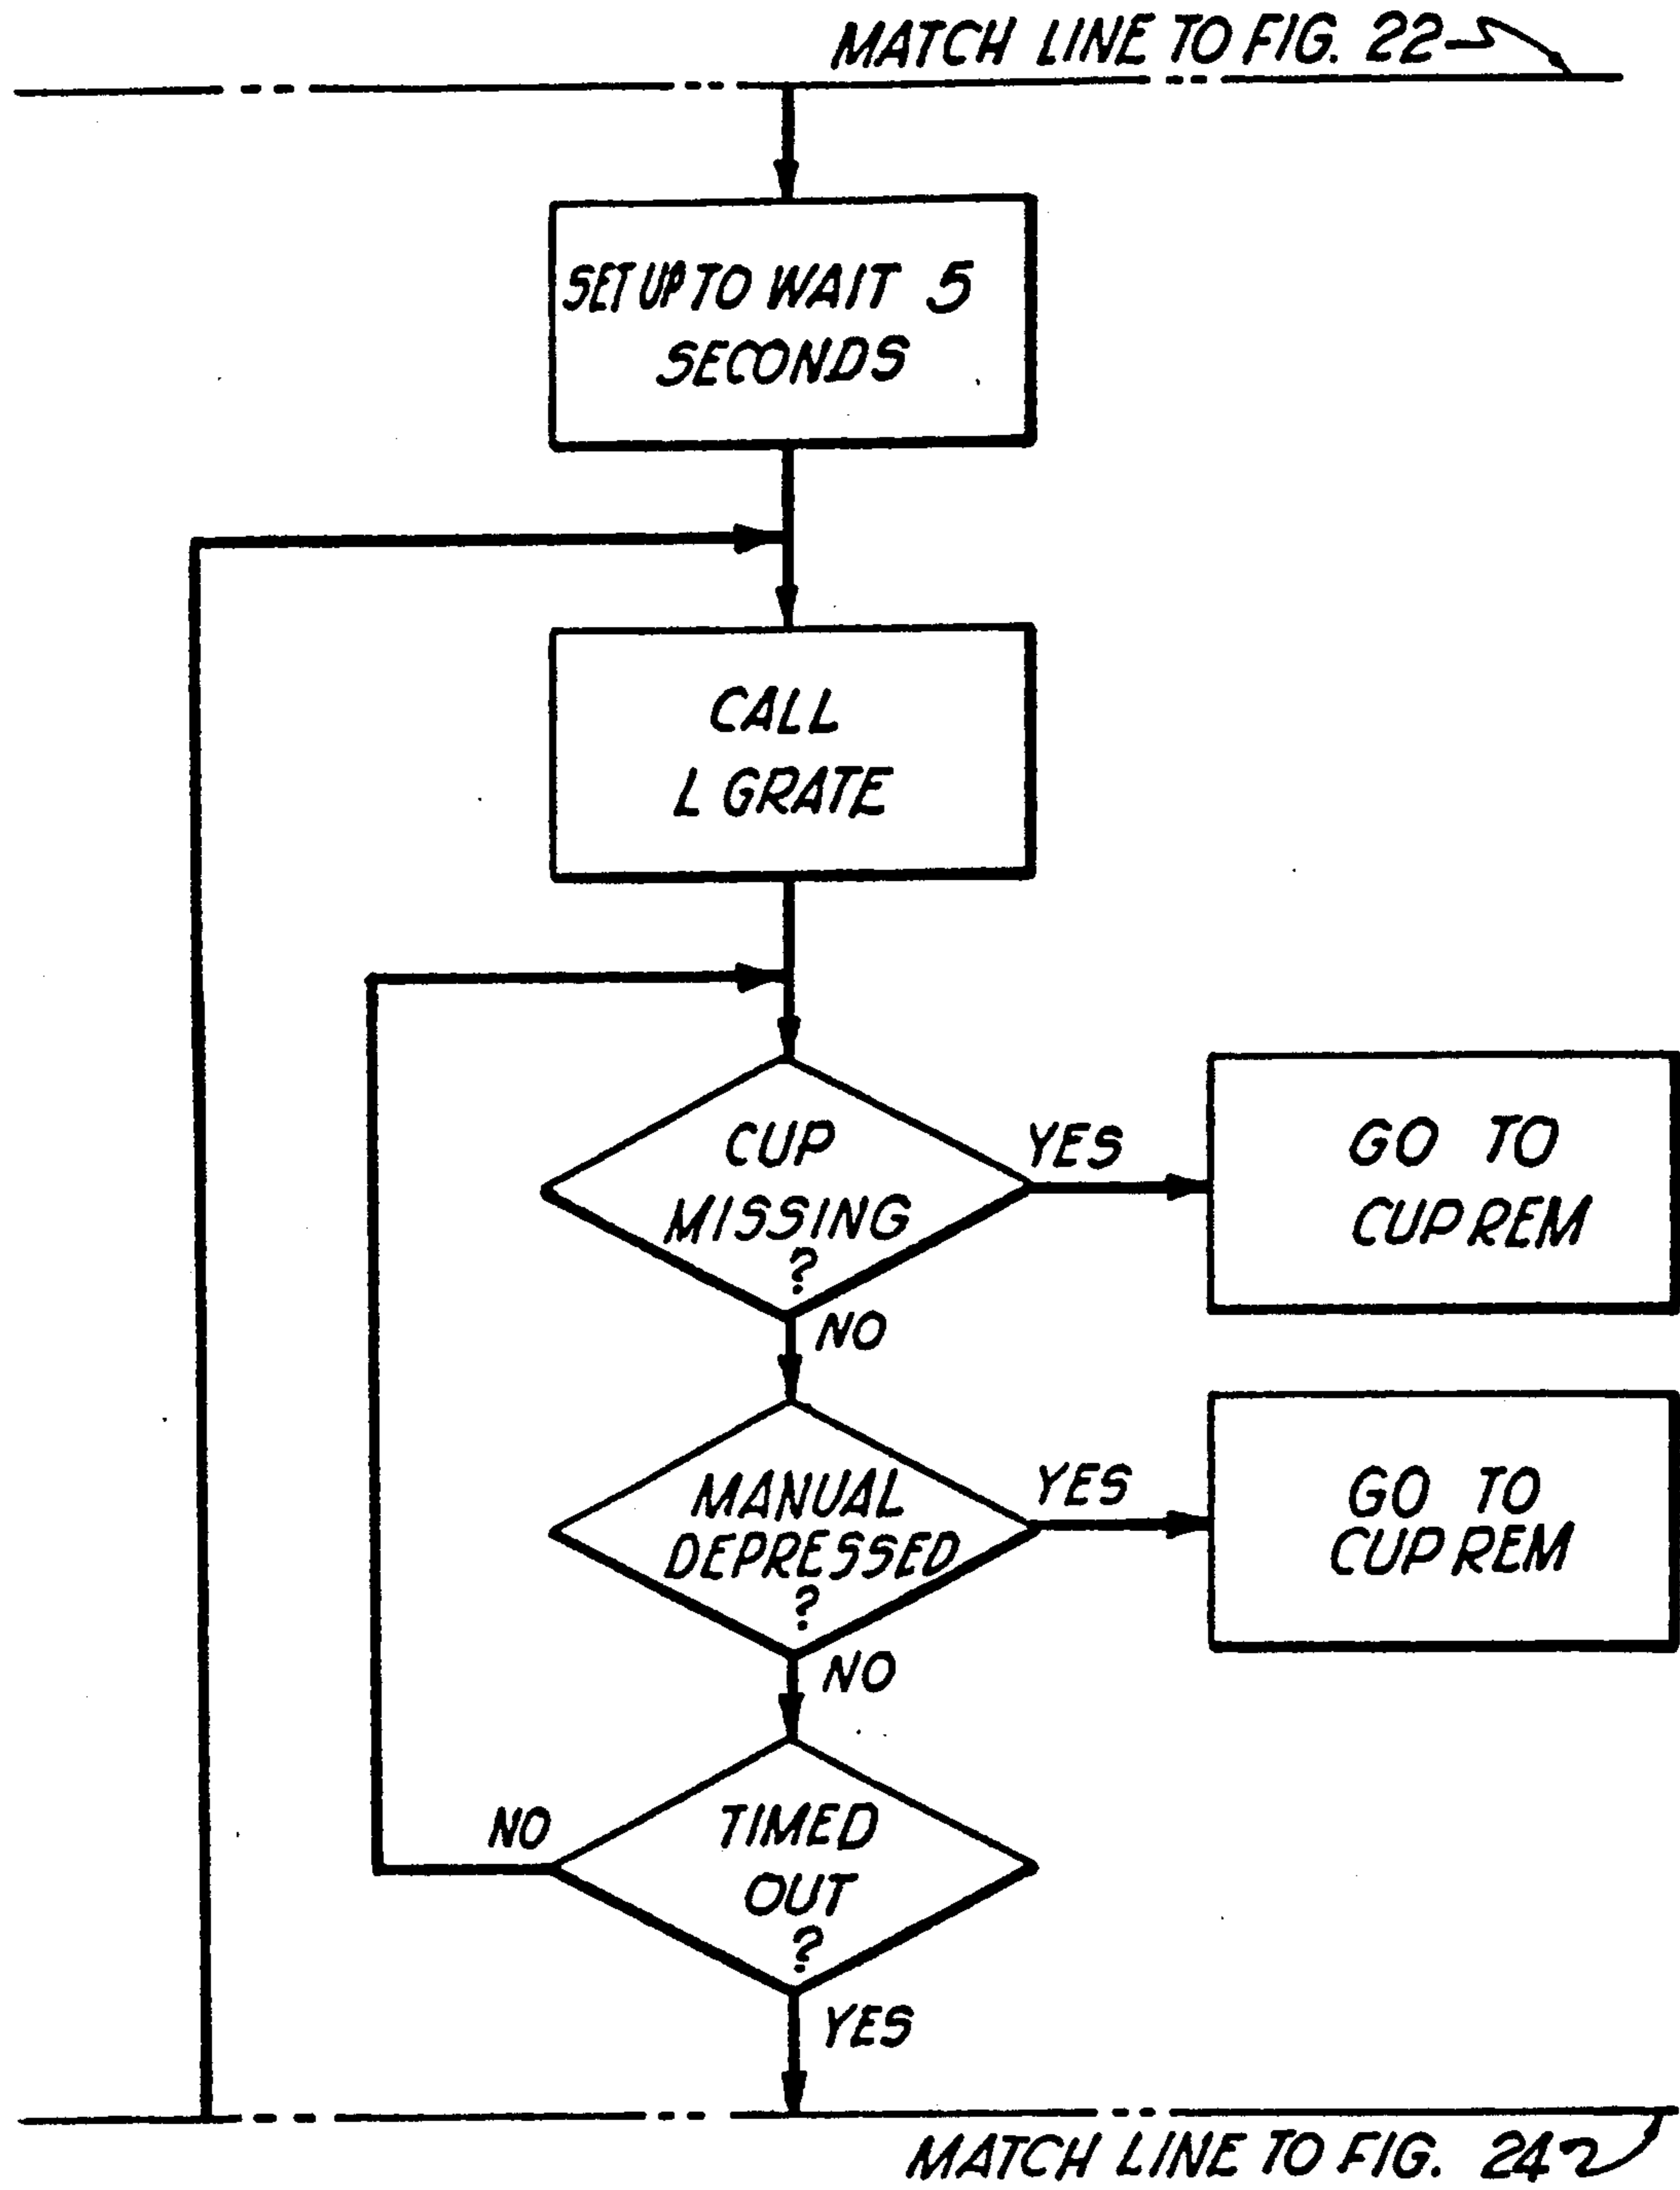 MATCH LINE TO FIG. 22
SET UP TO WAIT 5
SECONDS
CALL
L GRATE
CUP
MISSING
?
YES
GO TO
CUP REM
NO
MANUAL
DEPRESSED
?
YES
GO TO
CUP REM
NO
TIMED
OUT
?
NO
YES
MATCH LINE TO FIG. 24